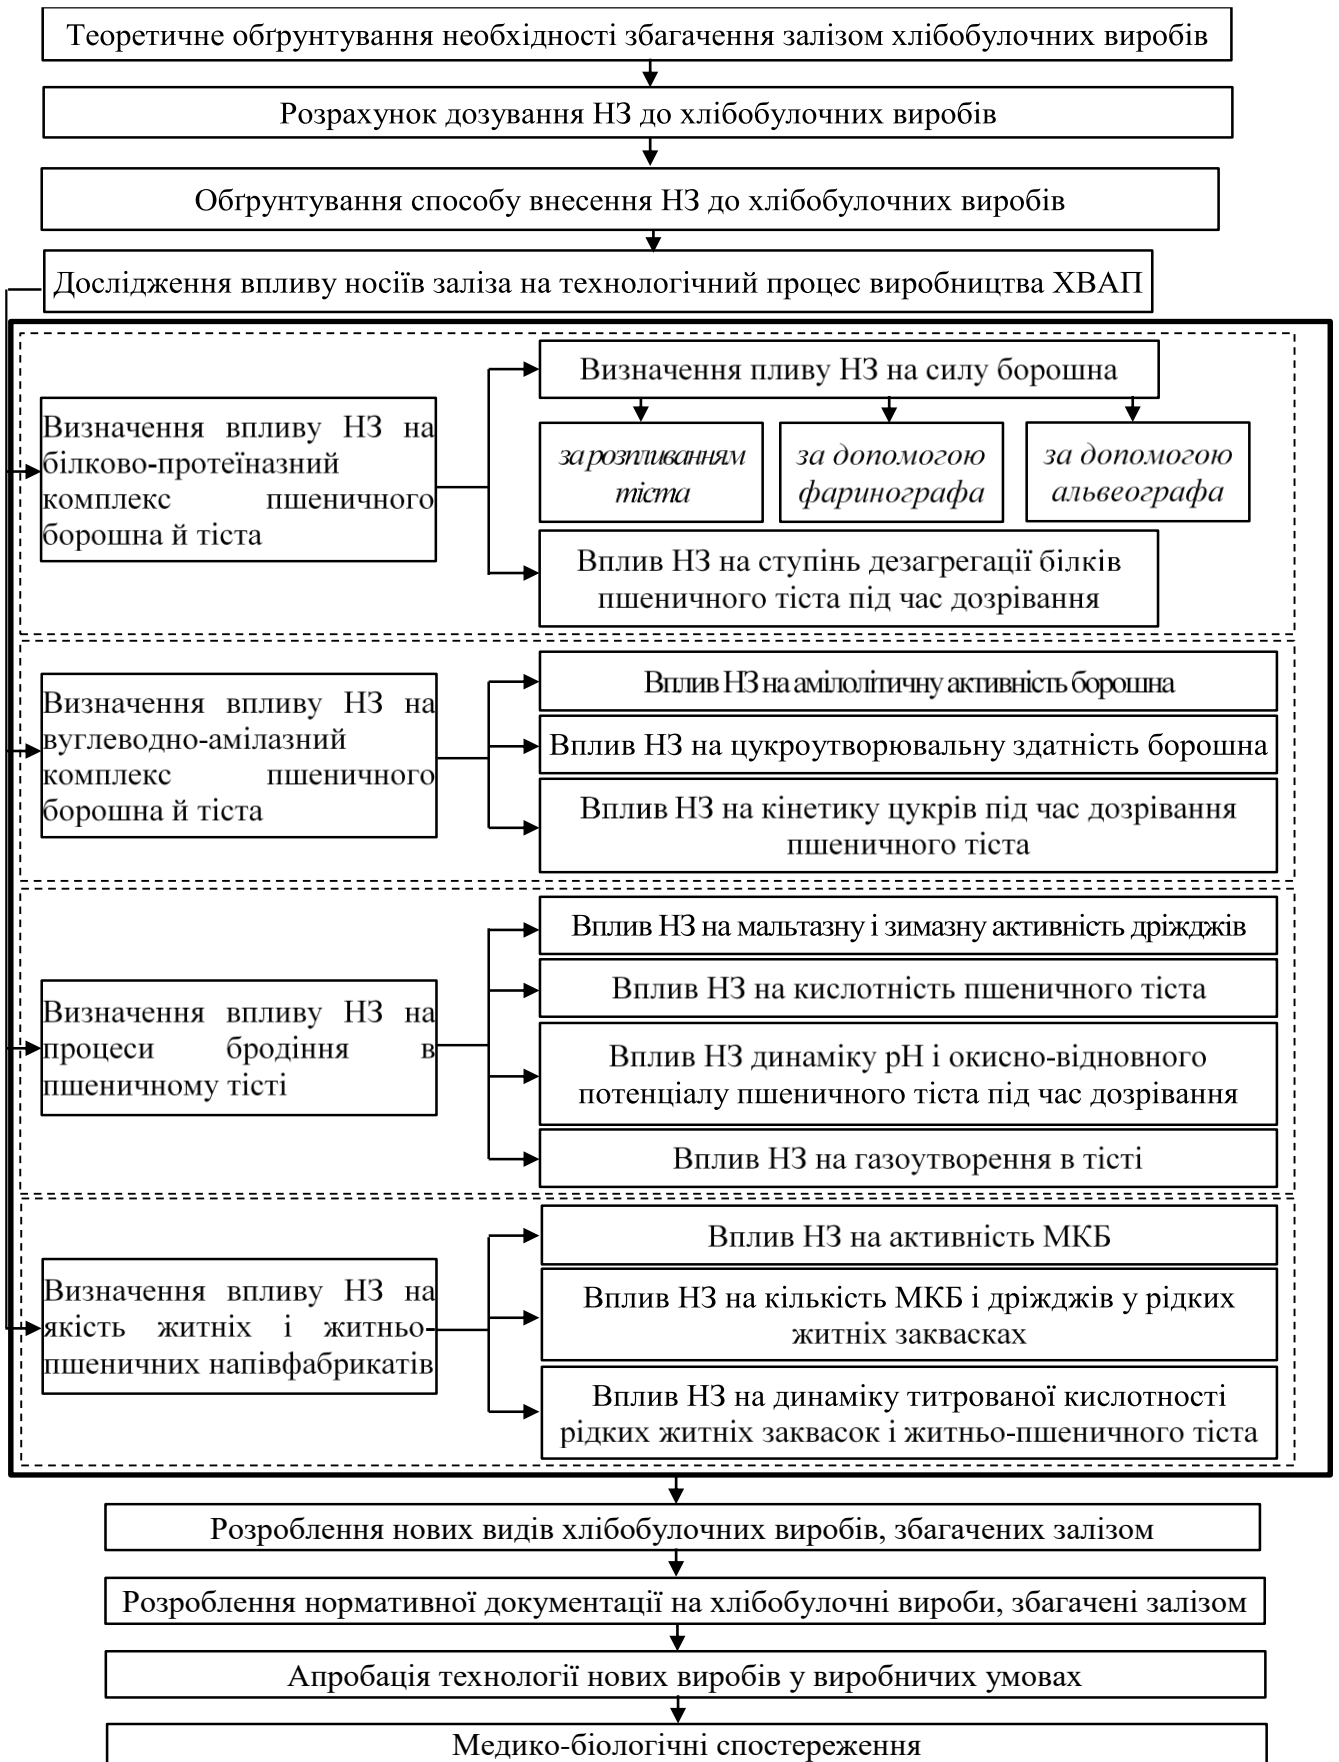 Теоретичне обґрунтування необхідності збагачення залізом хлібобулочних виробів
Розрахунок дозування НЗ до хлібобулочних виробів
Обґрунтування способу внесення НЗ до хлібобулочних виробів
Дослідження впливу носіїв заліза на технологічний процес виробництва ХВАП
Визначення впливу НЗ на
білково-протеїназний
комплекс пшеничного
борошна й тіста
Визначення пливу НЗ на силу борошна
за розпливанням
тіста
за допомогою
фаринографа
за допомогою
альвеографа
Вплив НЗ на ступінь дезагрегації білків
пшеничного тіста під час дозрівання
Визначення впливу НЗ на
вуглеводно-амілазний
комплекс пшеничного
борошна й тіста
Вплив НЗ на амілолітичну активність борошна
Вплив НЗ на цукроутворювальну здатність борошна
Вплив НЗ на кінетику цукрів під час дозрівання
пшеничного тіста
Визначення впливу НЗ на
процеси бродіння в
пшеничному тісті
Вплив НЗ на мальтазну і зимазну активність дріжджів
Вплив НЗ на кислотність пшеничного тіста
Вплив НЗ динаміку рН і окисно-відновного
потенціалу пшеничного тіста під час дозрівання
Вплив НЗ на газоутворення в тісті
Визначення впливу НЗ на
якість житніх і житньо-
пшеничних напівфабрикатів
Вплив НЗ на активність МКБ
Вплив НЗ на кількість МКБ і дріжджів у рідких
житніх заквасках
Вплив НЗ на динаміку титрованої кислотності
рідких житніх заквасок і житньо-пшеничного тіста
Розроблення нових видів хлібобулочних виробів, збагачених залізом
Розроблення нормативної документації на хлібобулочні вироби, збагачені залізом
Апробація технології нових виробів у виробничих умовах
Медико-біологічні спостереження